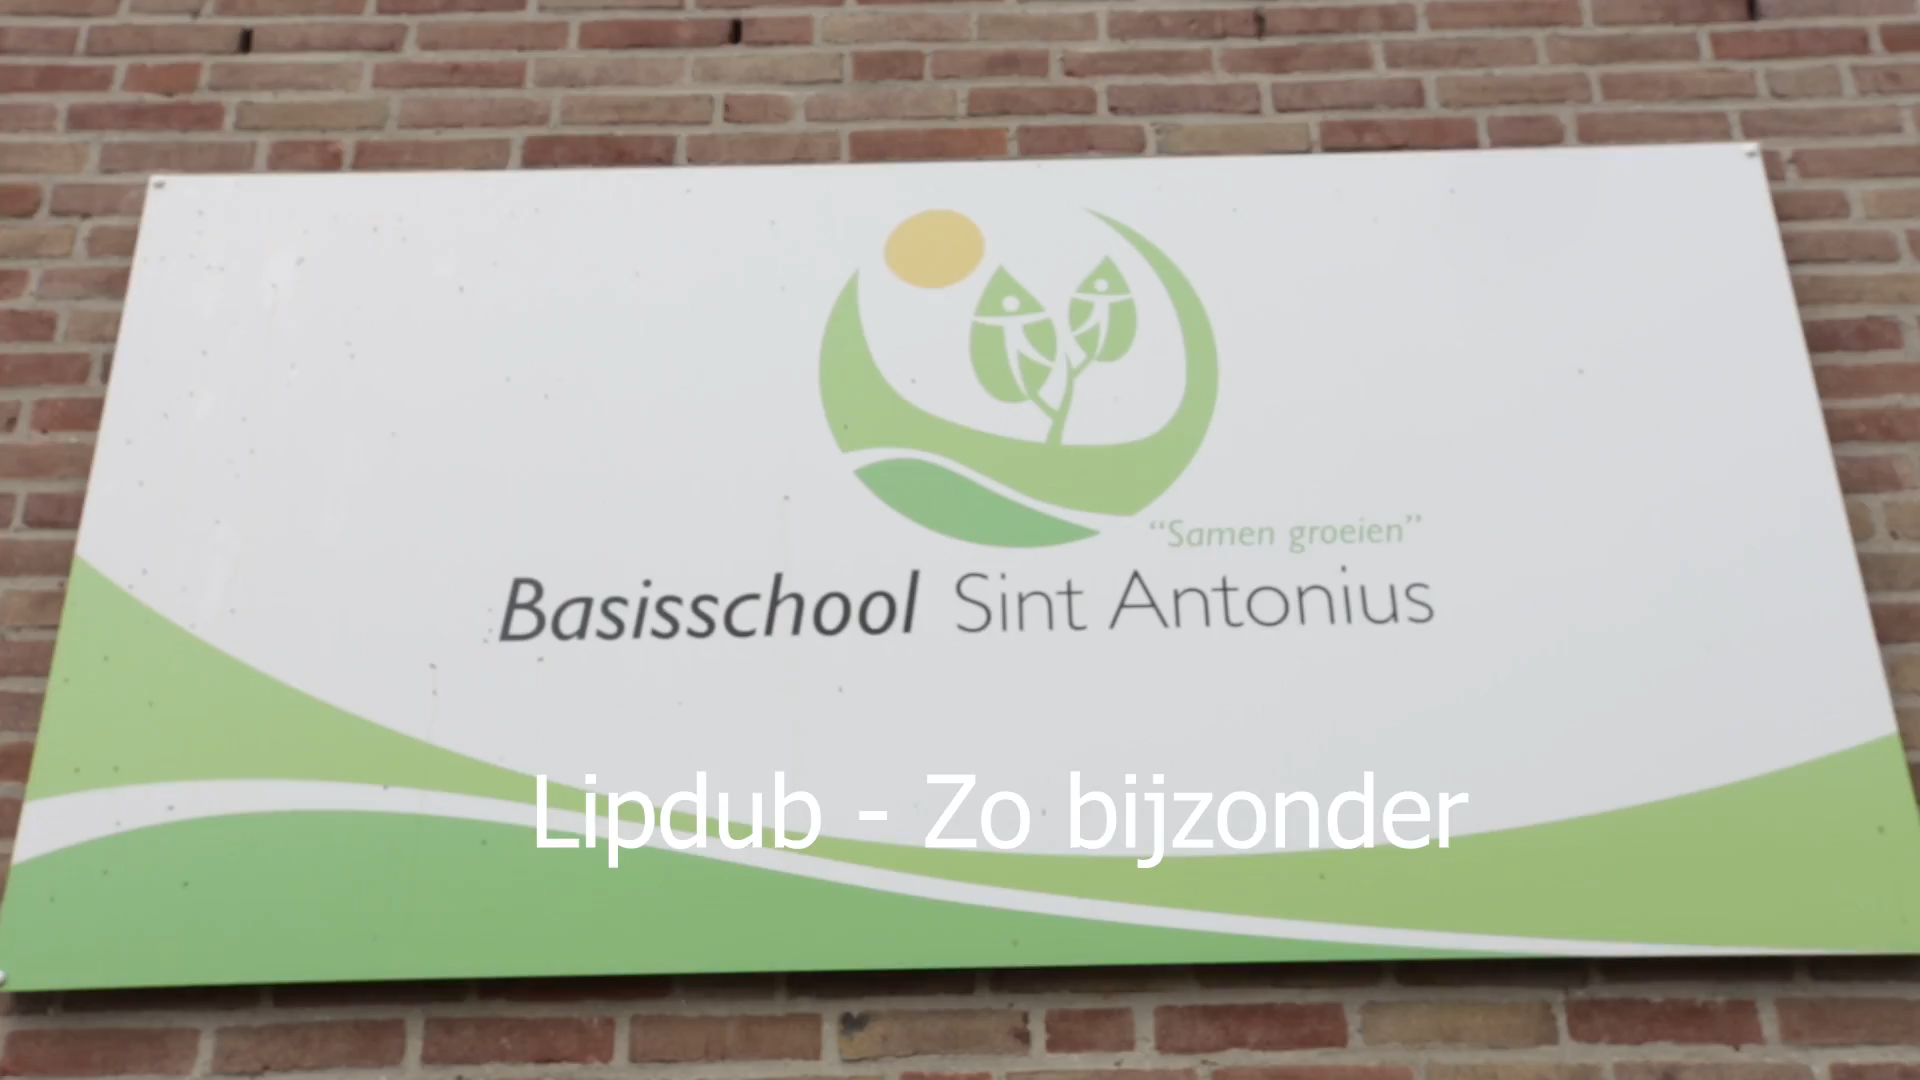 “Samen groeien”
Basisschool Sint Antonius
Lipdub - Zo bijzonder